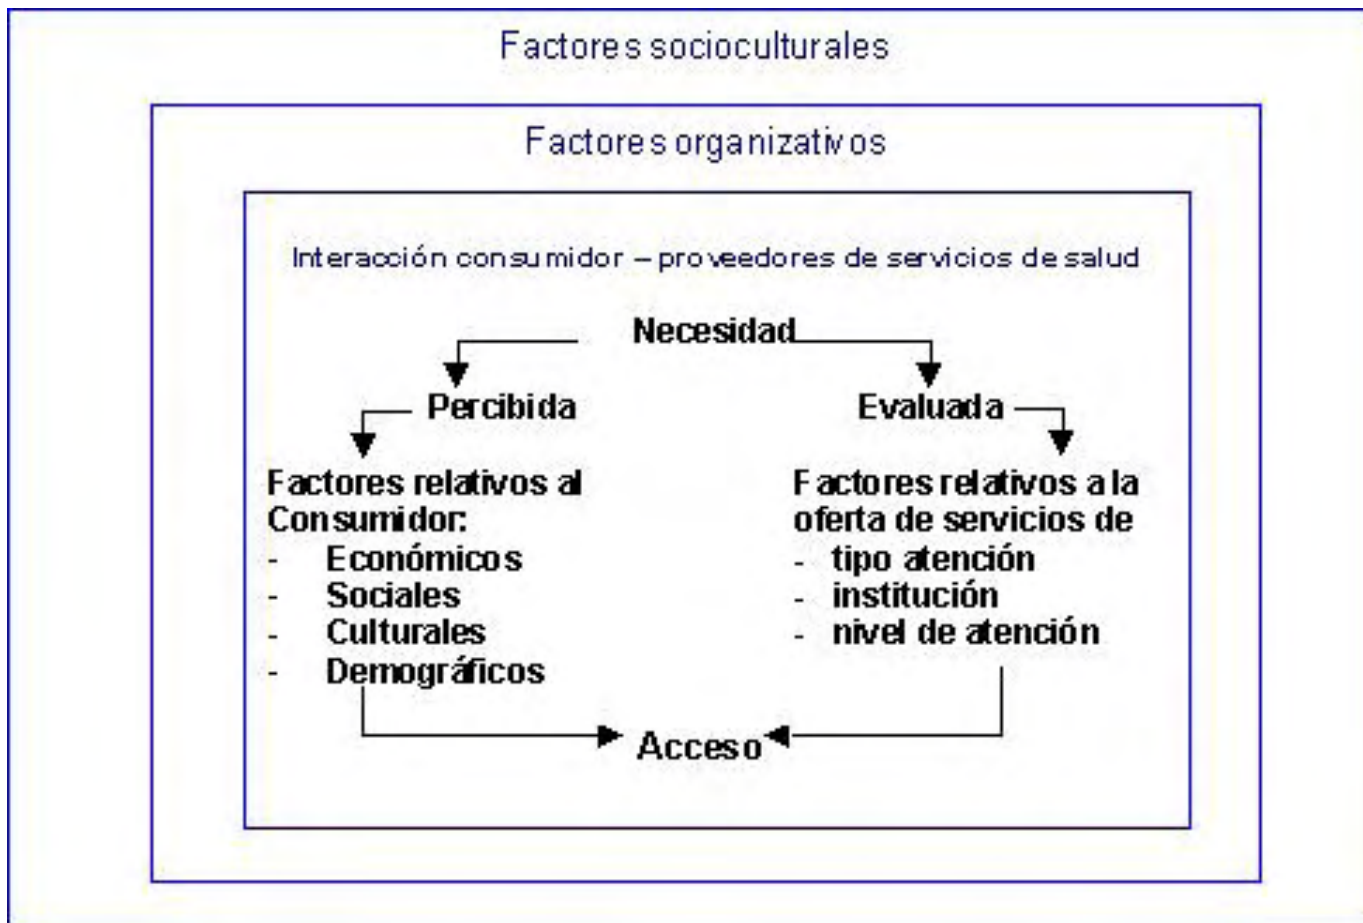 Factores socioculturales
Factores organizativos
Interacción consumidor – proveedores de servicios de salud
Necesidad
Percibida
Evaluada
Factores relativos al
Consumidor:
- Económicos
- Sociales
- Culturales
- Demográficos
Factores relativos a la
oferta de servicios de
- tipo atención
- institución
- nivel de atención
Acceso